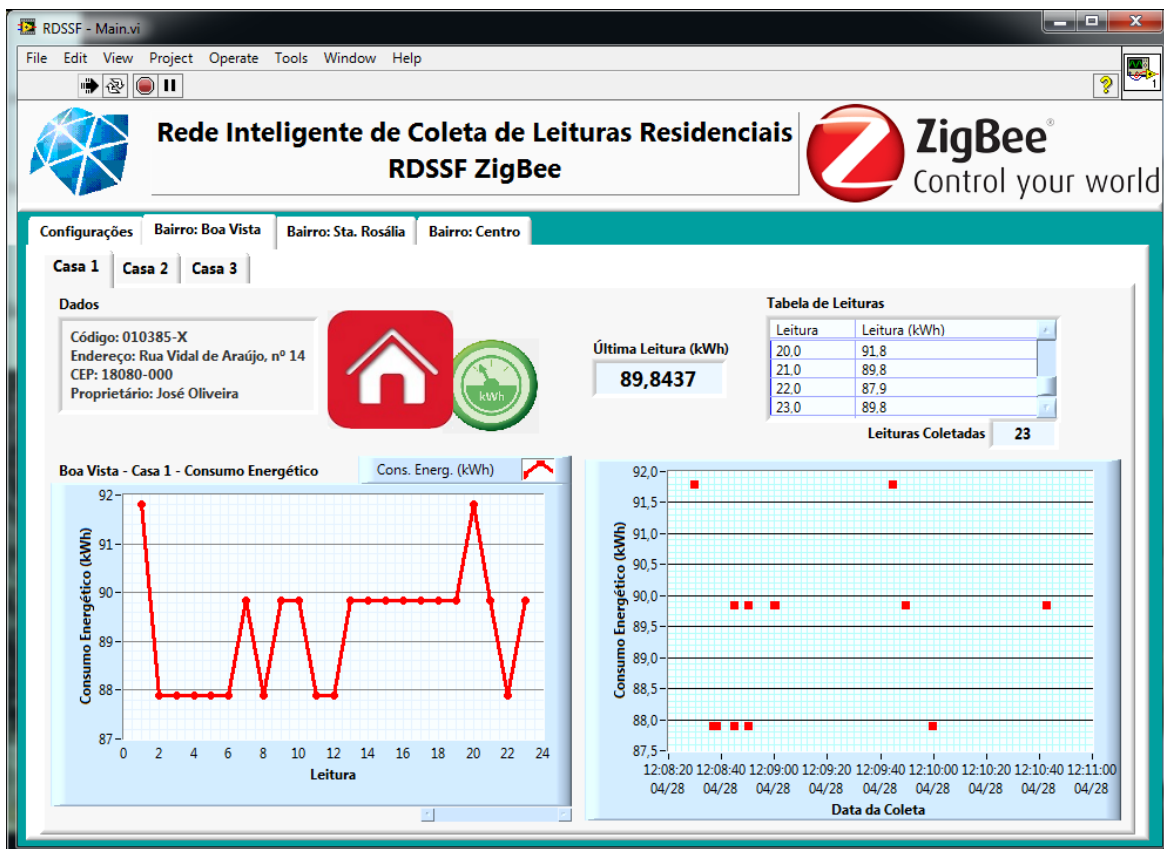 RDSSF - Main.vi
File Edit View Project Operate Tools Window Help
1
Rede Inteligente de Coleta de Leituras Residenciais
RDSSF ZigBee
ZigBee®
Control your world
Configurações Bairro: Boa Vista Bairro: Sta. Rosália Bairro: Centro
Casa 1 Casa 2 Casa 3
Dados
Código: 010385-X
Endereço: Rua Vidal de Araújo, nº 14
CEP: 18080-000
Proprietário: José Oliveira
kWh
Última Leitura (kWh)
89,8437
Tabela de Leituras
Leitura Leitura (kWh)
20,0 91,8
21,0 89,8
22,0 87,9
23,0 89,8
Leituras Coletadas 23
Boa Vista - Casa 1 - Consumo Energético
Cons. Energ. (kWh)
Consumo Energético (kWh)
92
91
90
89
88
87
0 2 4 6 8 10 12 14 16 18 20 22 24
Leitura
Consumo Energético (kWh)
92,0
91,5
91,0
90,5
90,0
89,5
89,0
88,5
88,0
87,5
12:08:20 12:08:40 12:09:00 12:09:20 12:09:40 12:10:00 12:10:20 12:10:40 12:11:00
04/28 04/28 04/28 04/28 04/28 04/28 04/28 04/28 04/28
Data da Coleta